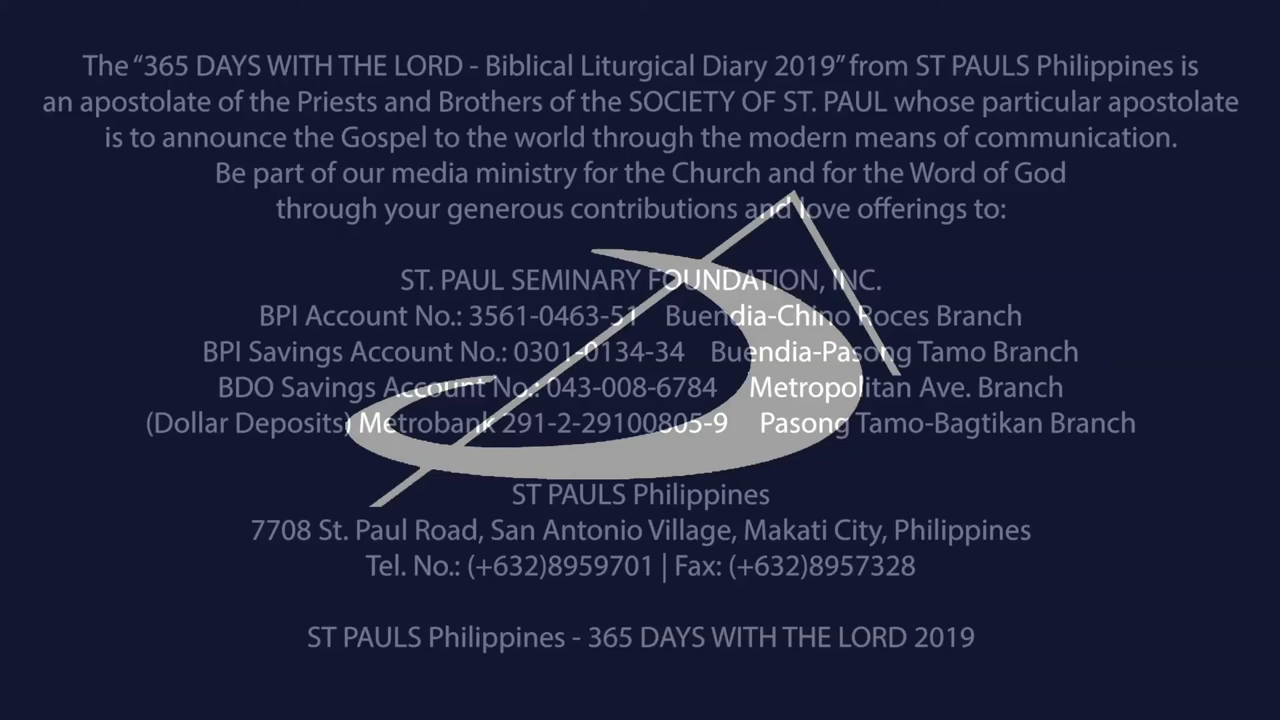 The “365 DAYS WITH THE LORD - Biblical Liturgical Diary 2019” from ST PAULS Philippines is
an apostolate of the Priests and Brothers of the SOCIETY OF ST. PAUL whose particular apostolate
is to announce the Gospel to the world through the modern means of communication.
Be part of our media ministry for the Church and for the Word of God
through your generous contributions and love offerings to:
ST. PAUL SEMINARY FOUNDATION, INC.
BPI Account No.: 3561-0463-51 Buendia-Chino Roces Branch
BPI Savings Account No.: 0301-0134-34 Buendia-Pasong Tamo Branch
BDO Savings Account No.: 043-008-6784 Metropolitan Ave. Branch
(Dollar Deposits) Metrobank 291-2-29100805-9 Pasong Tamo-Bagtikan Branch
ST PAULS Philippines
7708 St. Paul Road, San Antonio Village, Makati City, Philippines
Tel. No.: (+632)8959701 | Fax: (+632)8957328
ST PAULS Philippines - 365 DAYS WITH THE LORD 2019